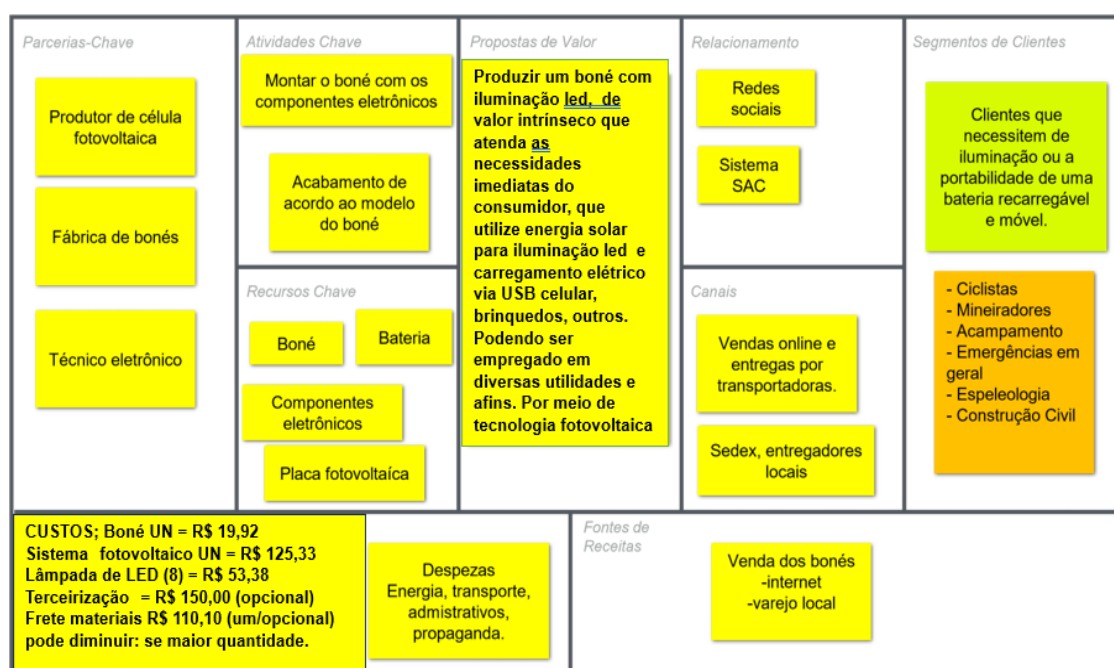 Parcerias-Chave
Produtor de célula
fotovoltaica
Fábrica de bonés
Técnico eletrônico
Atividades Chave
Montar o boné com os
componentes eletrônicos
Acabamento de
acordo ao modelo
do boné
Recursos Chave
Boné
Bateria
Componentes
eletrônicos
Placa fotovoltaíca
Propostas de Valor
Produzir um boné com
iluminação led, de
valor intrínseco que
atenda as
necessidades
imediatas do
consumidor, que
utilize energia solar
para iluminação led e
carregamento elétrico
via USB celular,
brinquedos, outros.
Podendo ser
empregado em
diversas utilidades e
afins. Por meio de
tecnologia fotovoltaica
Relacionamento
Redes
sociais
Sistema
SAC
Canais
Vendas online e
entregas por
transportadoras.
Sedex, entregadores
locais
Segmentos de Clientes
Clientes que
necessitem de
iluminação ou a
portabilidade de uma
bateria recarregável
e móvel.
- Ciclistas
- Mineiradores
- Acampamento
- Emergências em
geral
- Espeleologia
- Construção Civil
CUSTOS; Boné UN = R$ 19,92
Sistema fotovoltaico UN = R$ 125,33
Lâmpada de LED (8) = R$ 53,38
Terceirização = R$ 150,00 (opcional)
Frete materiais R$ 110,10 (um/opcional)
pode diminuir: se maior quantidade.
Despezas
Energia, transporte,
admistrativos,
propaganda.
Fontes de
Receitas
Venda dos bonés
-internet
-varejo local